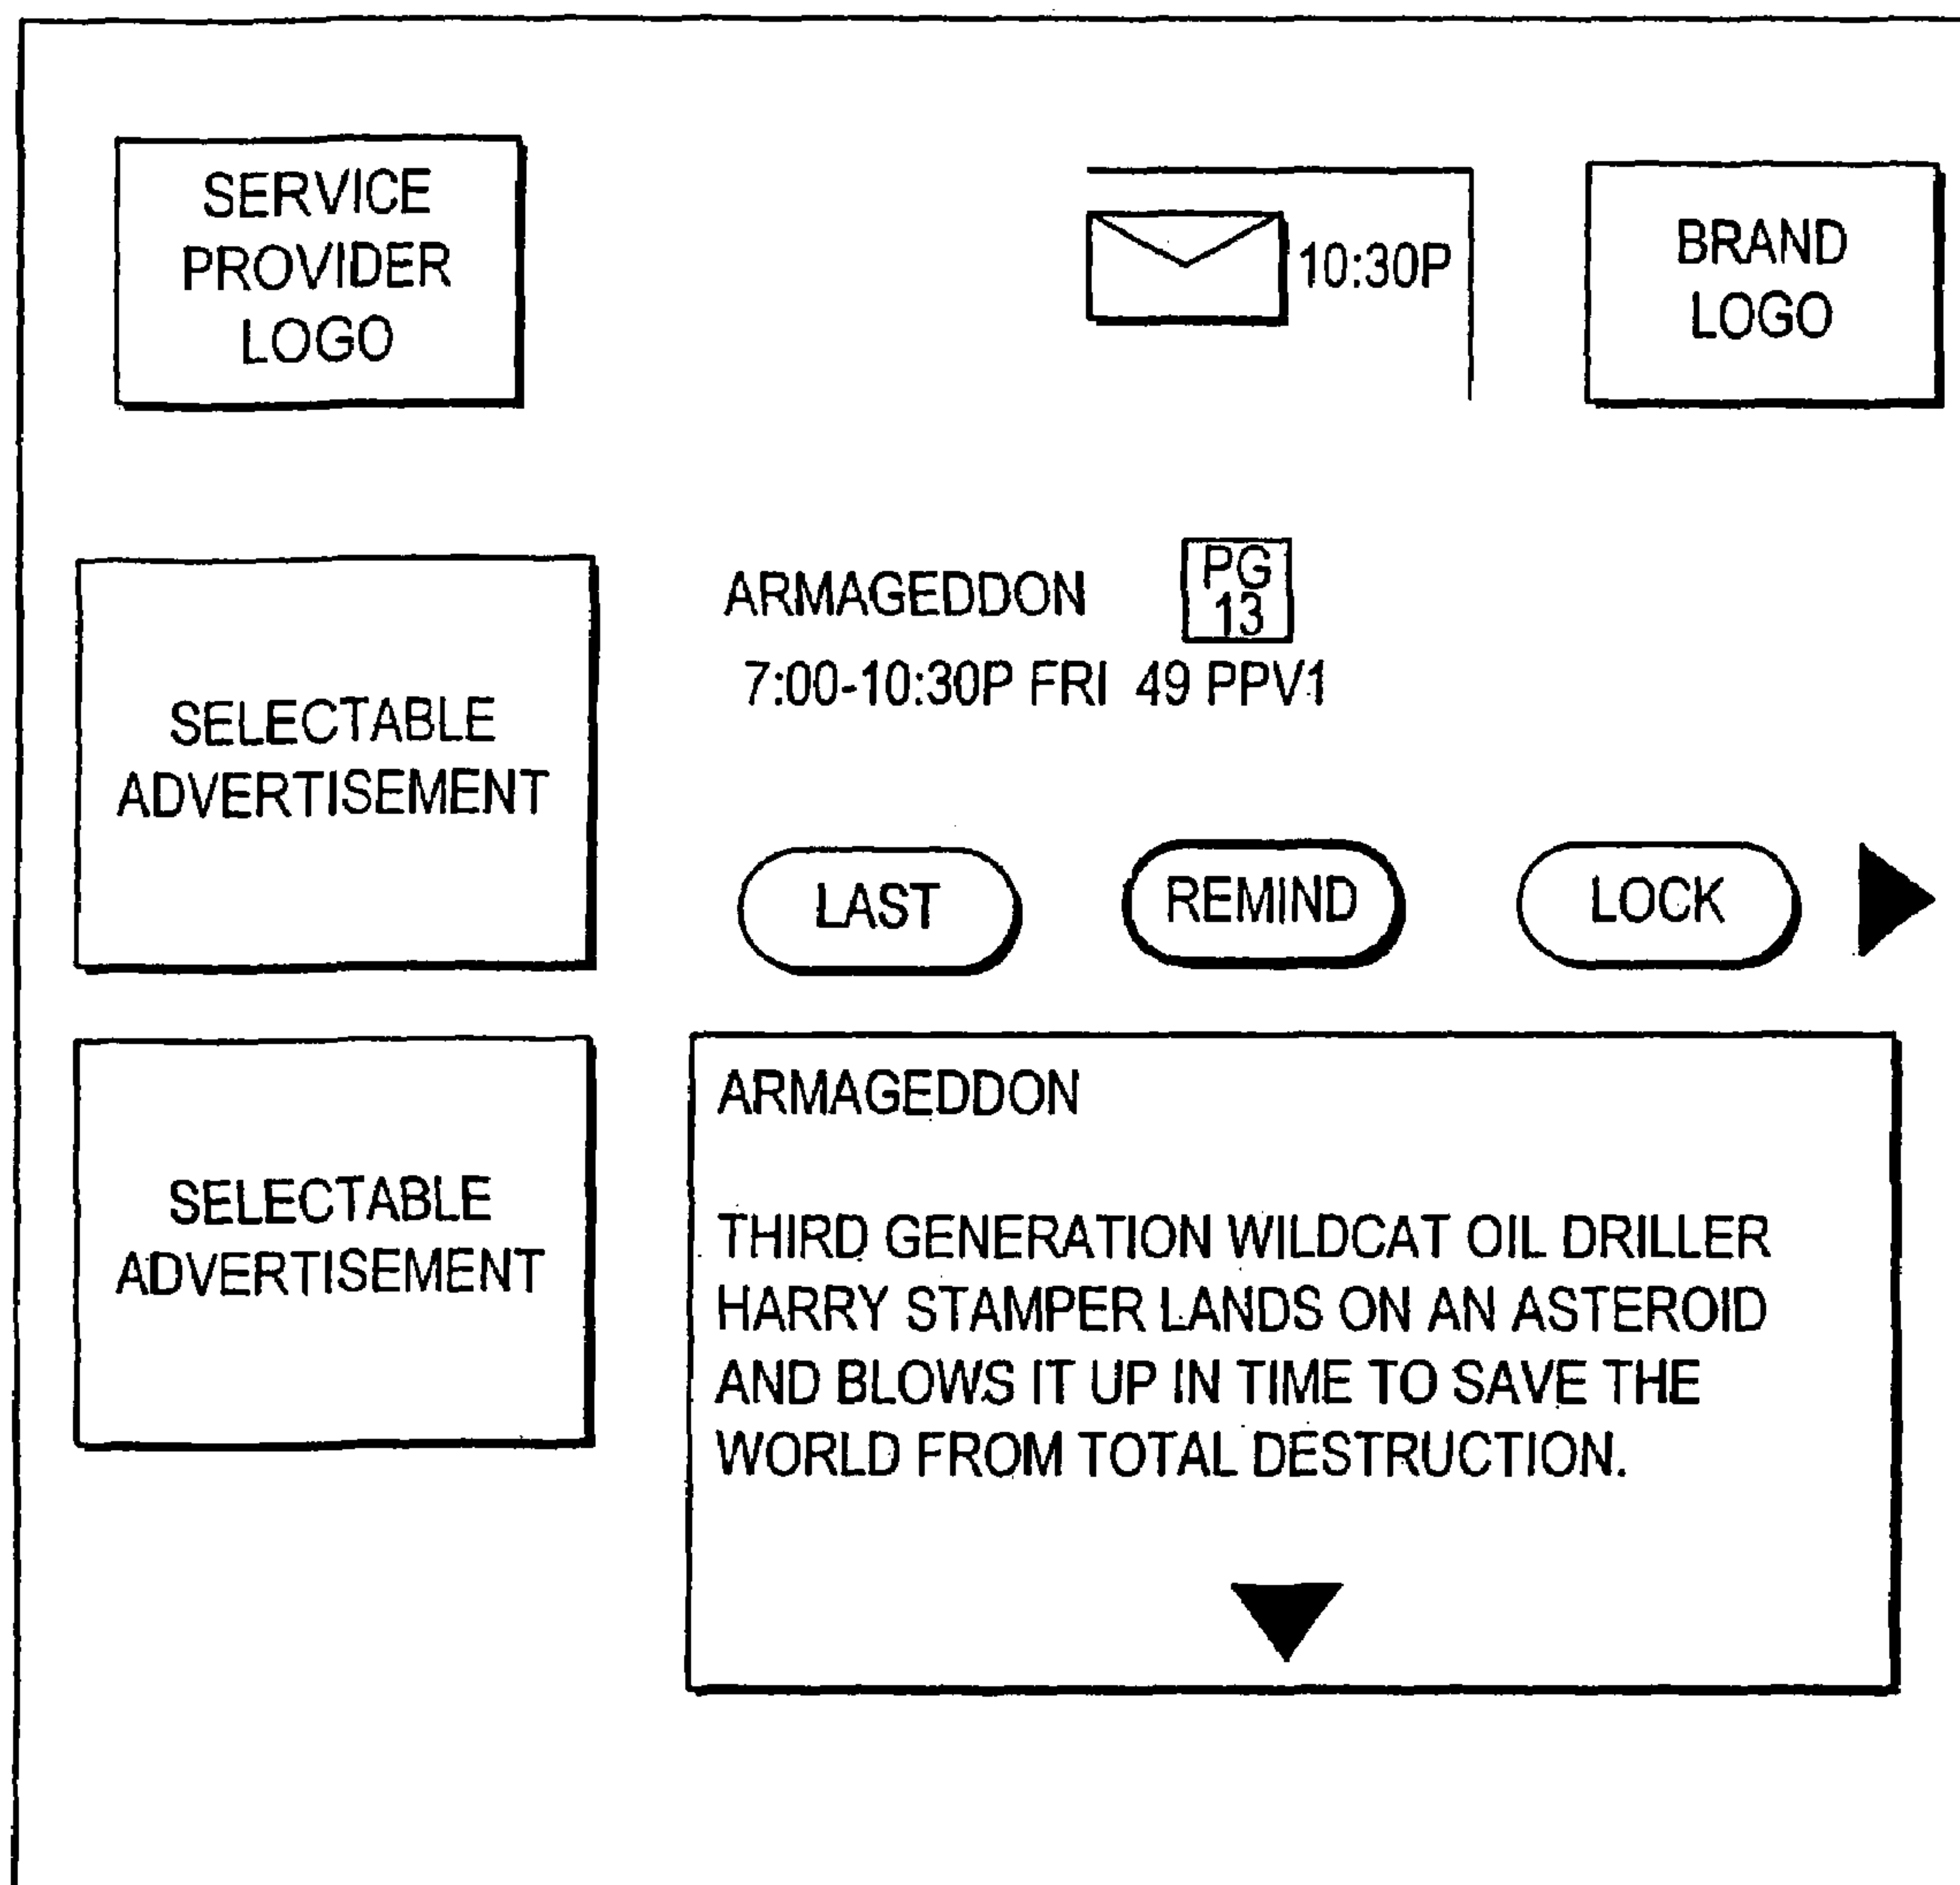 SERVICE
PROVIDER
LOGO
10:30P
BRAND
LOGO
SELECTABLE
ADVERTISEMENT
ARMAGEDDON
PG
13
7:00-10:30P FRI 49 PPV1
LAST
REMIND
LOCK
SELECTABLE
ADVERTISEMENT
ARMAGEDDON
THIRD GENERATION WILDCAT OIL DRILLER
HARRY STAMPER LANDS ON AN ASTEROID
AND BLOWS IT UP IN TIME TO SAVE THE
WORLD FROM TOTAL DESTRUCTION.